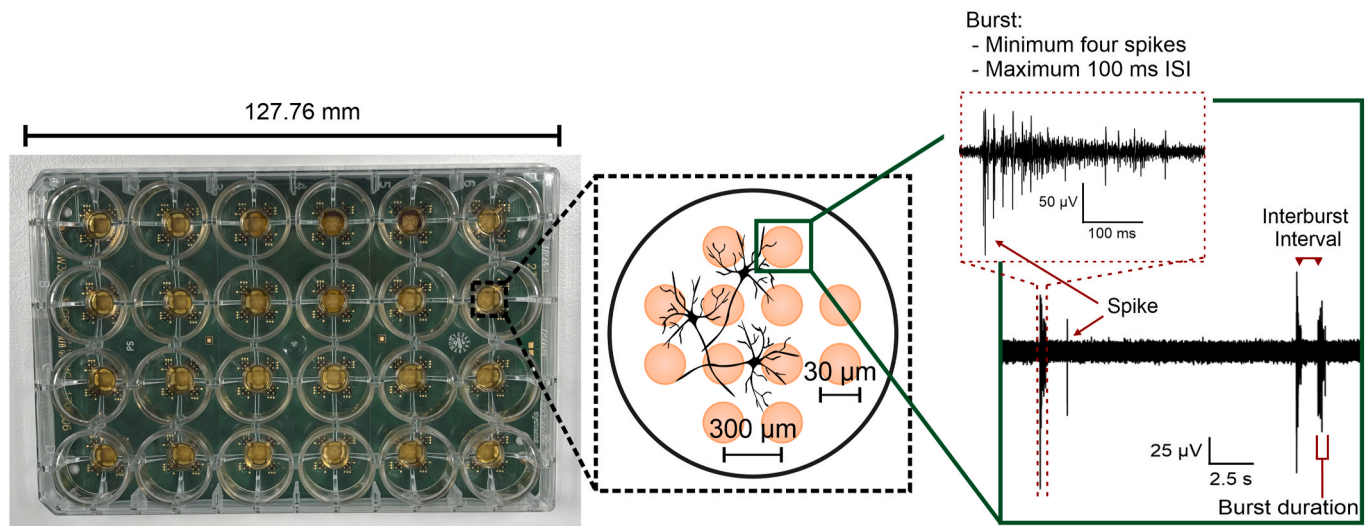 127.76 mm
Burst:
- Minimum four spikes
- Maximum 100 ms ISI
50 µV
100 ms
Interburst
Interval
Spike
30 µm
300 µm
25 µV
2.5 s
Burst duration
PS